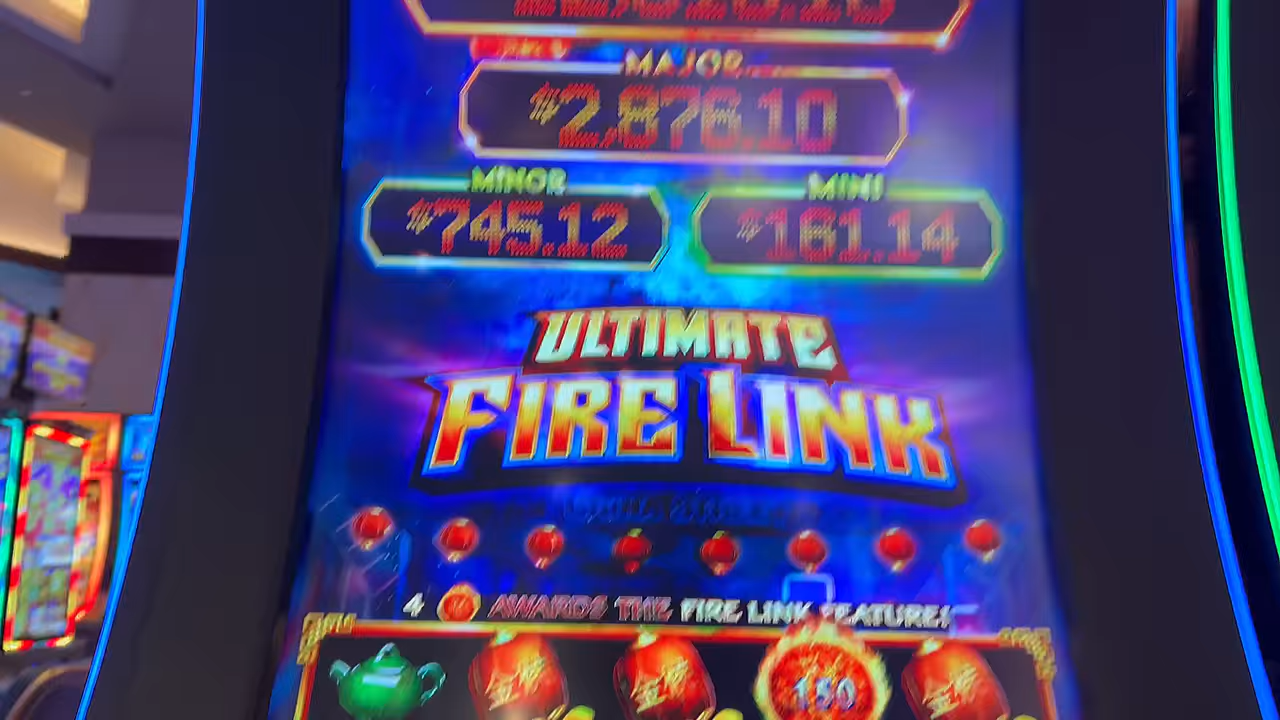 MAJOR
$2,876.10
MINOR
$745.12
MINI
$161.14
ULTIMATE
FIRE LINK
4 AWARDS THE FIRE LINK FEATURE!
150